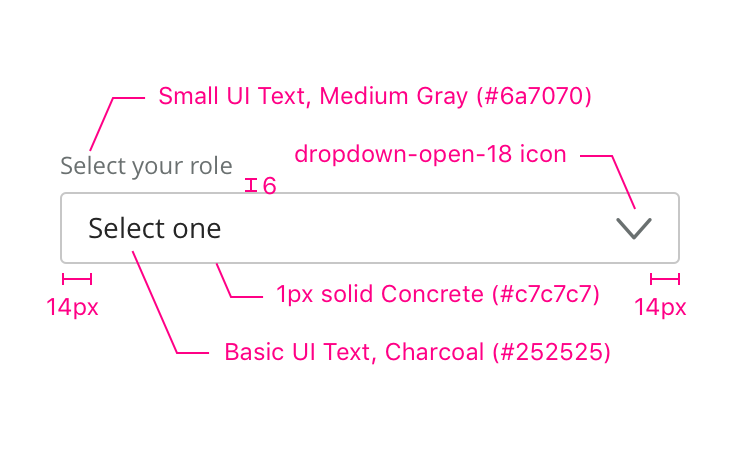 Small UI Text, Medium Gray (#6a7070)
dropdown-open-18 icon
Select your role
6
Select one
14px
1px solid Concrete (#c7c7c7)
14px
Basic UI Text, Charcoal (#252525)